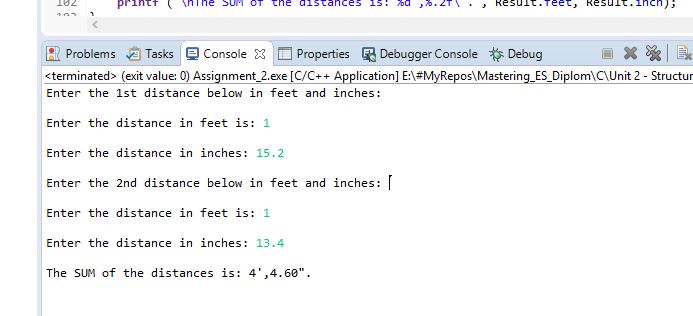 102 printf ( "\nThe SUM of the distances is: %d',%.2f\".", Result.feet, Result.inch);
Problems Tasks Console Properties Debugger Console Debug
<terminated> (exit value: 0) Assignment_2.exe [C/C++ Application] E:\#MyRepos\Mastering_ES_Diplom\C\Unit 2 - Structur
Enter the 1st distance below in feet and inches:
Enter the distance in feet is: 1
Enter the distance in inches: 15.2
Enter the 2nd distance below in feet and inches:
Enter the distance in feet is: 1
Enter the distance in inches: 13.4
The SUM of the distances is: 4',4.60".